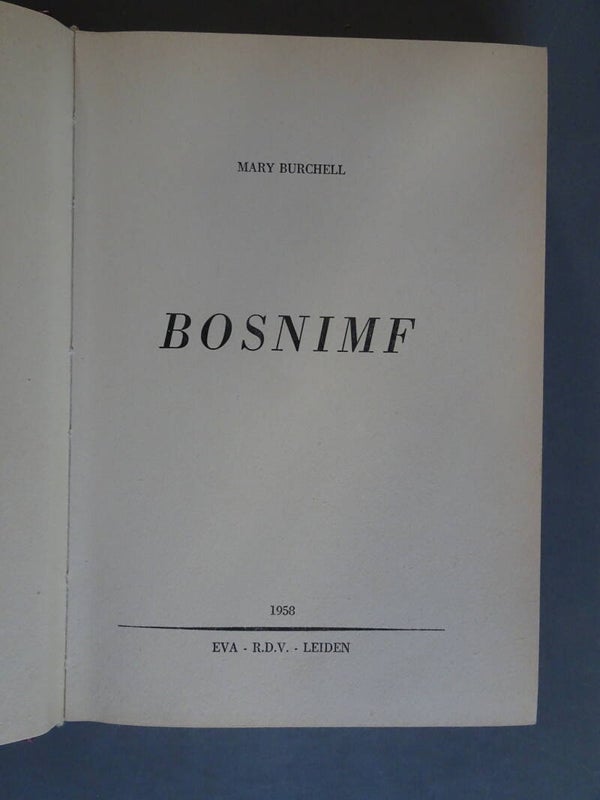 MARY BURCHELL
BOSNIMF
1958
EVA - R.D.V. - LEIDEN